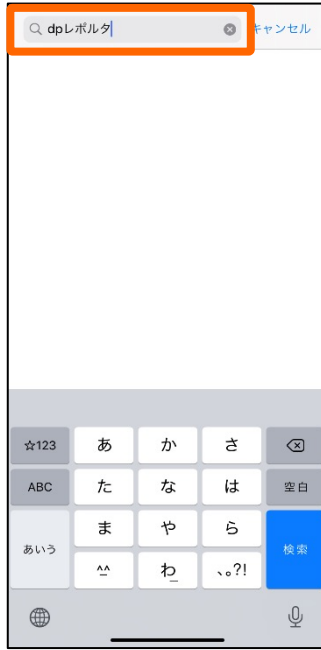 dpレポルタ キャンセル
☆123 あ か さ
ABC た な は 空白
あいう ま や ら 検索
^^ わ_ 、。?!